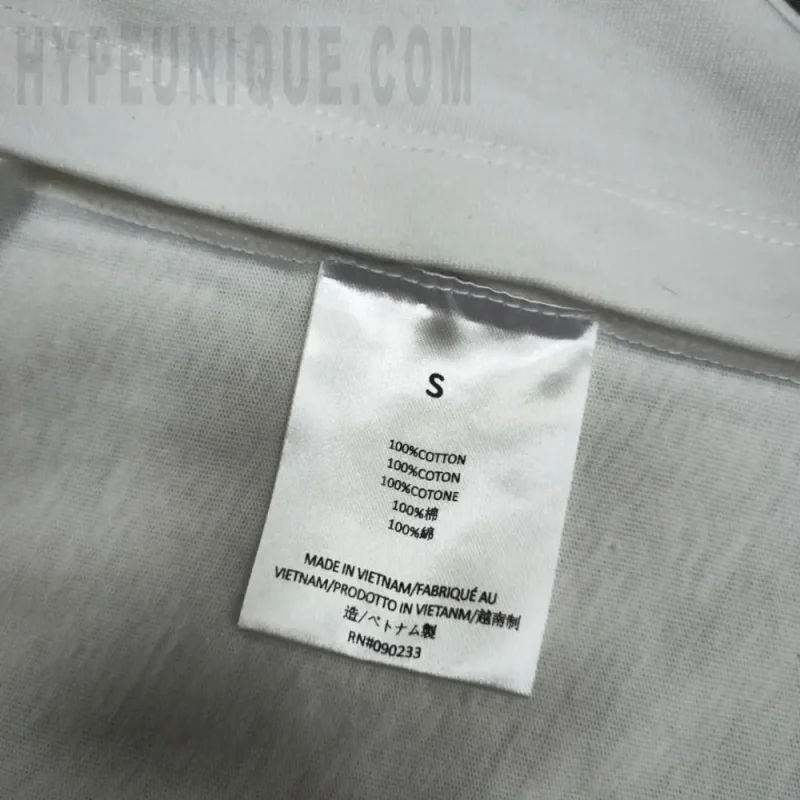 HYPEUNIQUE.COM
S
100%COTTON
100%COTON
100%COTONE
100%棉
100%綿
MADE IN VIETNAM/FABRIQUÉ AU
VIETNAM/PRODOTTO IN VIETANM/越南制
造/ベトナム製
RN#090233